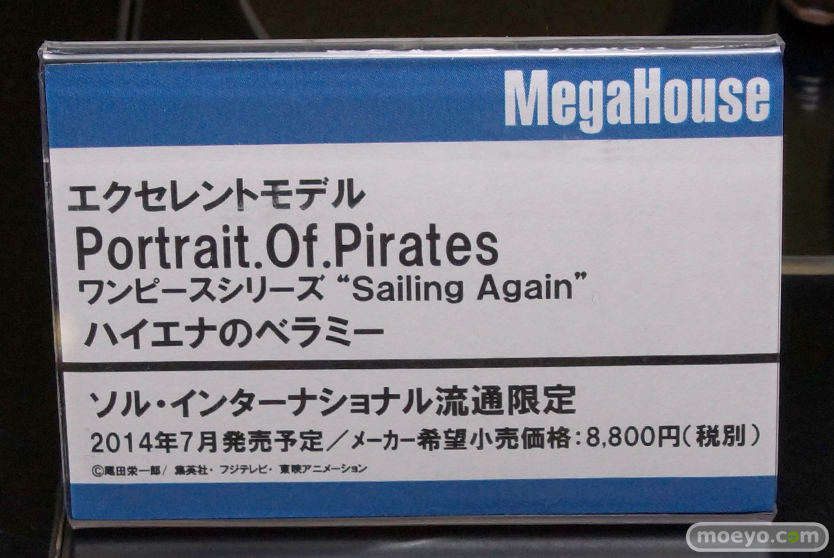 MegaHouse
エクセレントモデル
Portrait.Of.Pirates
ワンピースシリーズ “Sailing Again”
ハイエナのベラミー
ソル・インターナショナル流通限定
2014年7月発売予定／メーカー希望小売価格：8,800円(税別)
©尾田栄一郎/ 集英社・フジテレビ・東映アニメーション
moeyo.com